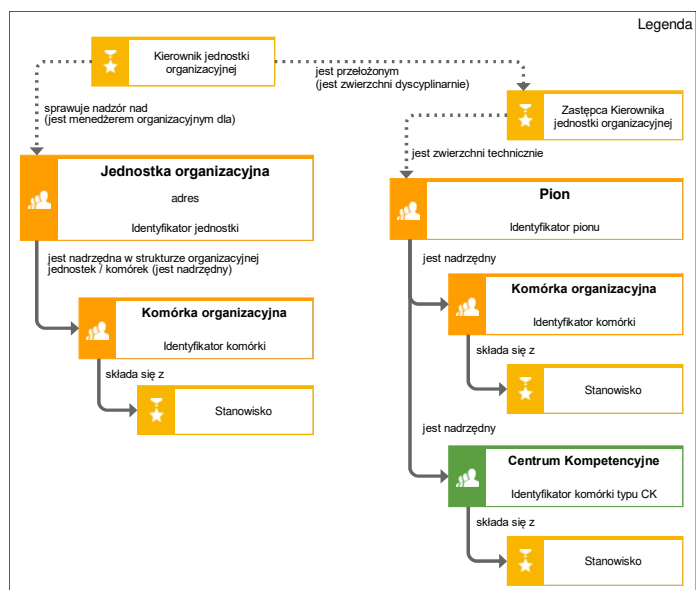 Legenda
Kierownik jednostki
organizacyjnej
jest przełożonym
(jest zwierzchni dyscyplinarnie)
sprawuje nadzór nad
(jest menedżerem organizacyjnym dla)
Zastępca Kierownika
jednostki organizacyjnej
jest zwierzchni technicznie
Jednostka organizacyjna
adres
Identyfikator jednostki
Pion
Identyfikator pionu
jest nadrzędna w strukturze organizacyjnej
jednostek / komórek (jest nadrzędny)
jest nadrzędny
Komórka organizacyjna
Identyfikator komórki
Komórka organizacyjna
Identyfikator komórki
składa się z
Stanowisko
składa się z
Stanowisko
jest nadrzędny
Centrum Kompetencyjne
Identyfikator komórki typu CK
składa się z
Stanowisko